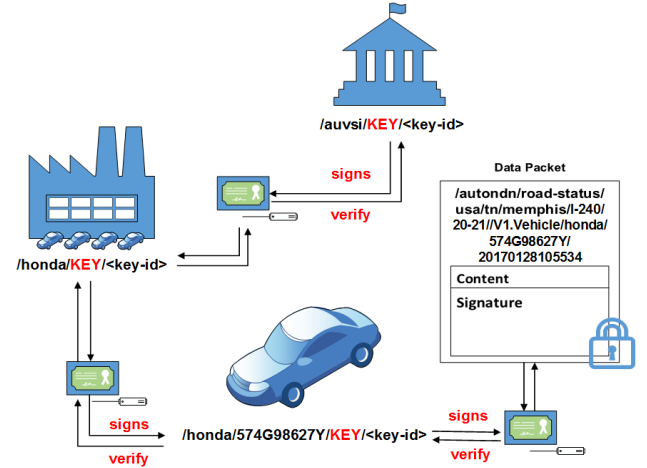 /auvsi/KEY/<key-id>
signs
verify
/honda/KEY/<key-id>
Data Packet
/autondn/road-status/
usa/tn/memphis/I-240/
20-21//V1.Vehicle/honda/
574G98627Y/
20170128105534
Content
Signature
signs
verify
/honda/574G98627Y/KEY/<key-id>
signs
verify